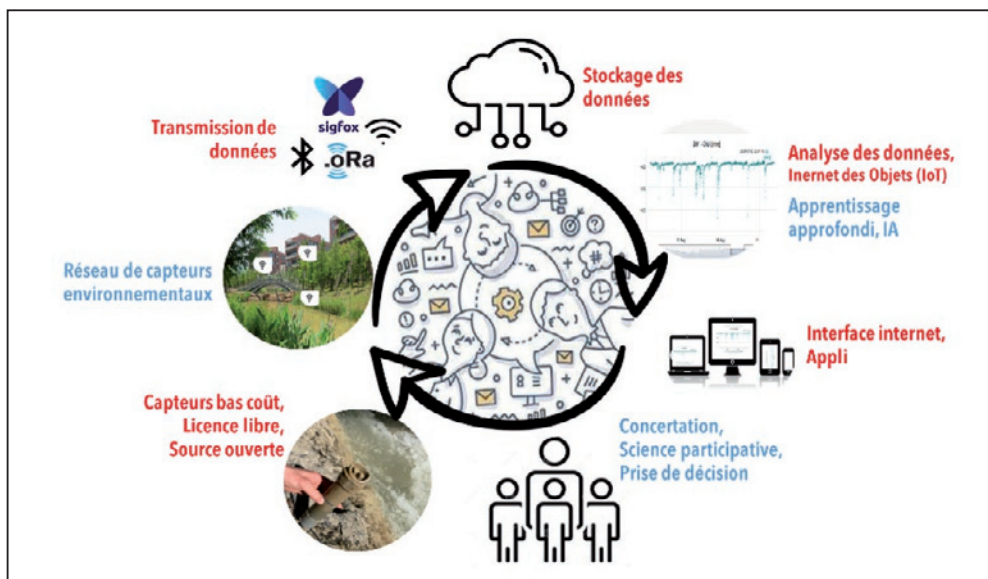 Stockage des
données
sigfox
Transmission de
données
LoRa
Analyse des données,
Inernet des Objets (IoT)
Apprentissage
approfondi, IA
Réseau de capteurs
environnementaux
Interface internet,
Appli
Capteurs bas coût,
Licence libre,
Source ouverte
Concertation,
Science participative,
Prise de décision